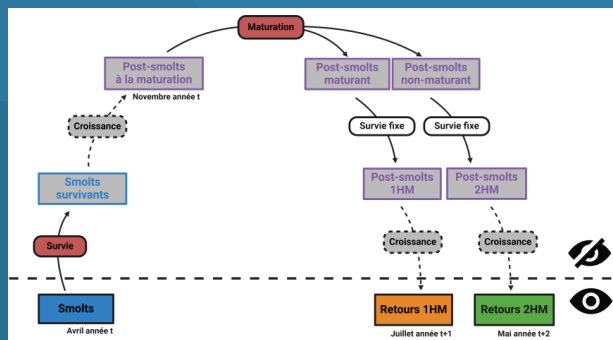 Maturation
Post-smolts
à la maturation
Novembre année t
Post-smolts
maturant
Post-smolts
non-maturant
Croissance
Survie fixe
Survie fixe
Smolts
survivants
Post-smolts
1HM
Post-smolts
2HM
Survie
Croissance
Croissance
Smolts
Avril année t
Retours 1HM
Juillet année t+1
Retours 2HM
Mai année t+2